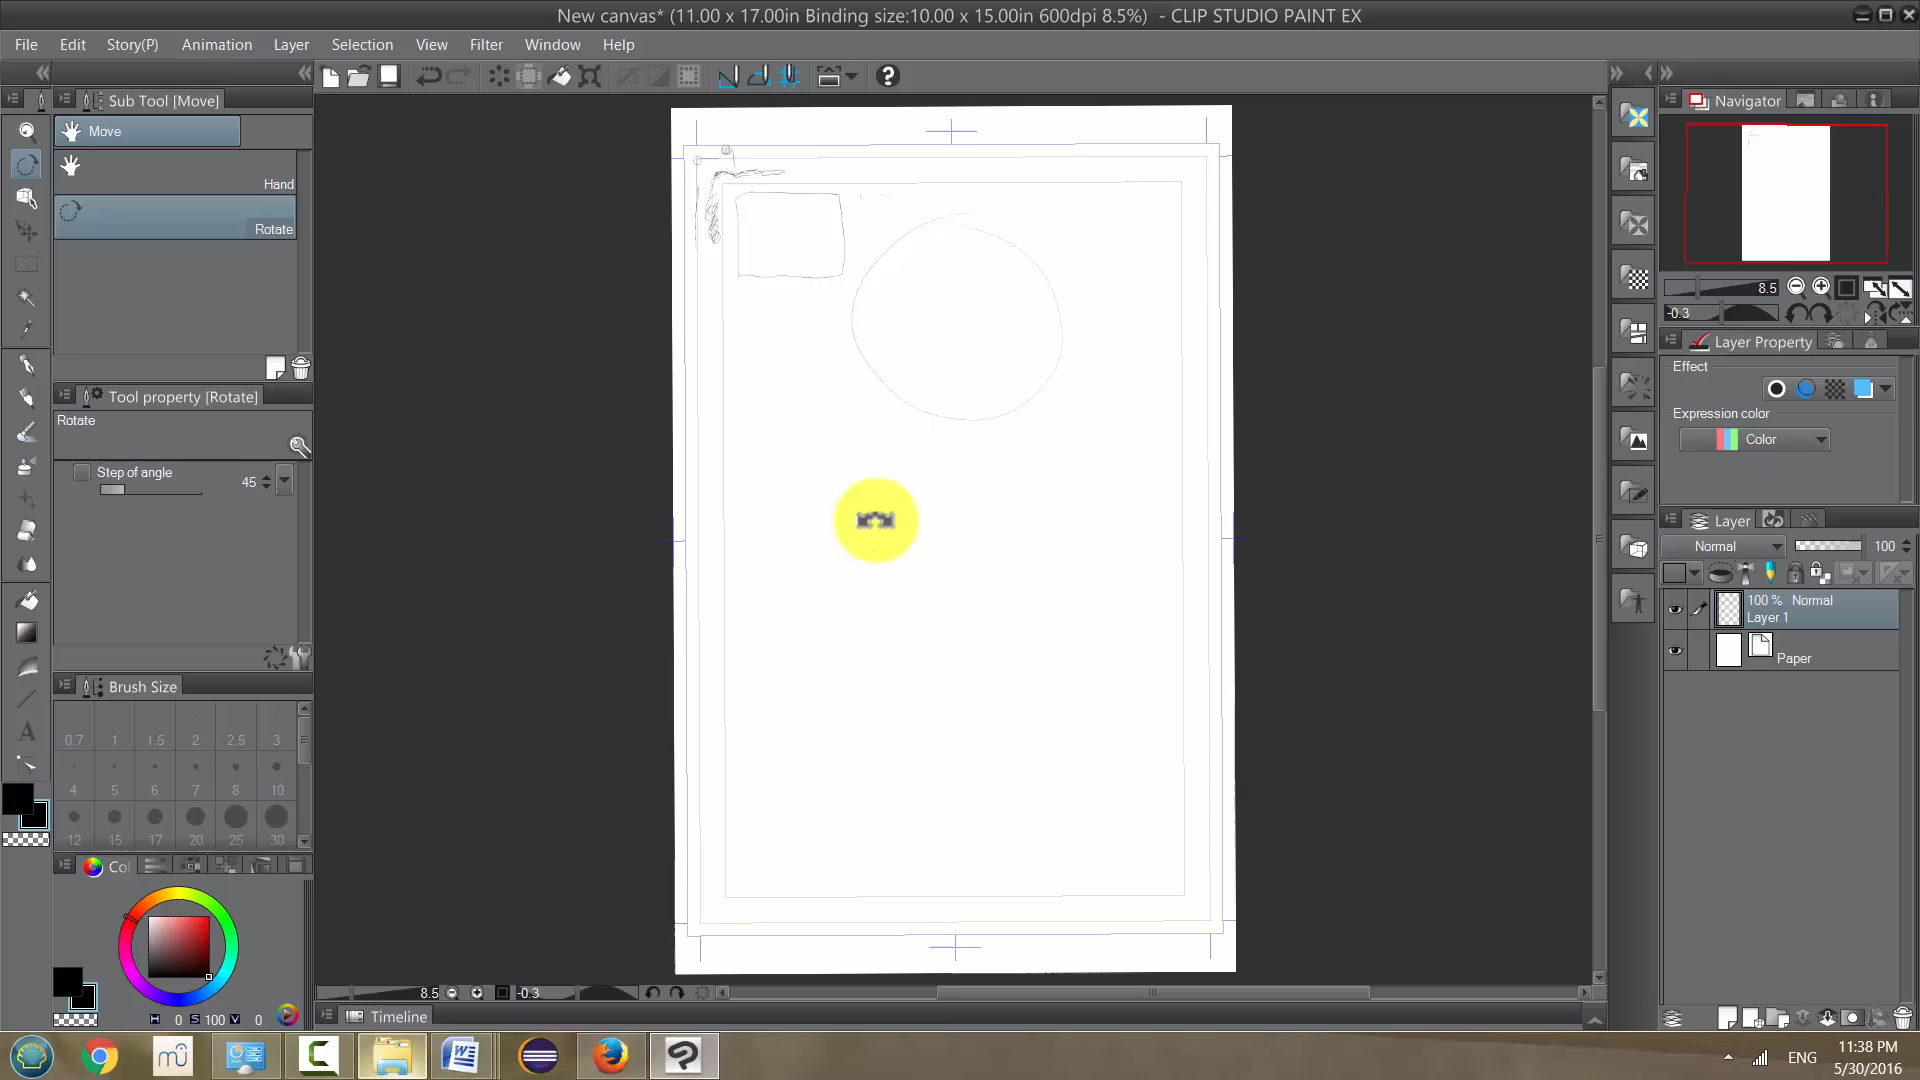 New canvas* (11.00 x 17.00in Binding size:10.00 x 15.00in 600dpi 8.5%)  - CLIP STUDIO PAINT EX
File Edit Story(P) Animation Layer Selection View Filter Window Help
Sub Tool [Move]
Move
Hand
Rotate
Tool property [Rotate]
Rotate
Step of angle 45
Brush Size
0.7 1 1.5 2 2.5 3
4 5 6 7 8 10
12 15 17 20 25 30
Col
H 0 S 100 V 0
8.5 -0.3
Timeline
Navigator
8.5
-0.3
Layer Property
Effect
Expression color
Color
Layer
Normal 100
100 % Normal
Layer 1
Paper
ENG
11:38 PM
5/30/2016